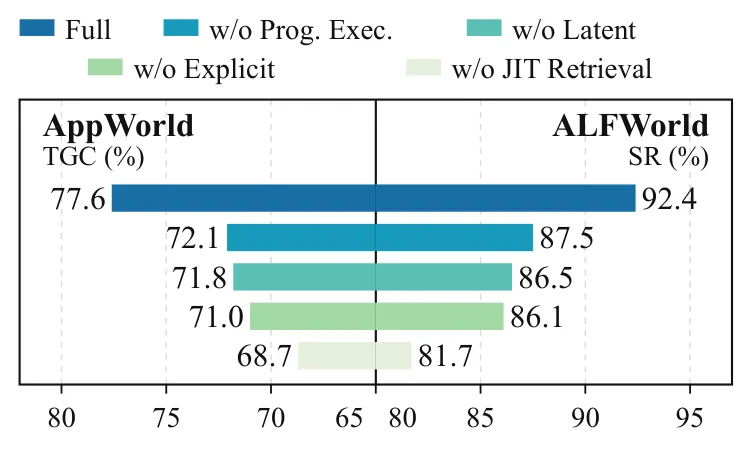 Full w/o Prog. Exec. w/o Latent
w/o Explicit w/o JIT Retrieval
AppWorld ALFWorld
TGC (%) SR (%)
77.6 92.4
72.1 87.5
71.8 86.5
71.0 86.1
68.7 81.7
80 75 70 65 80 85 90 95